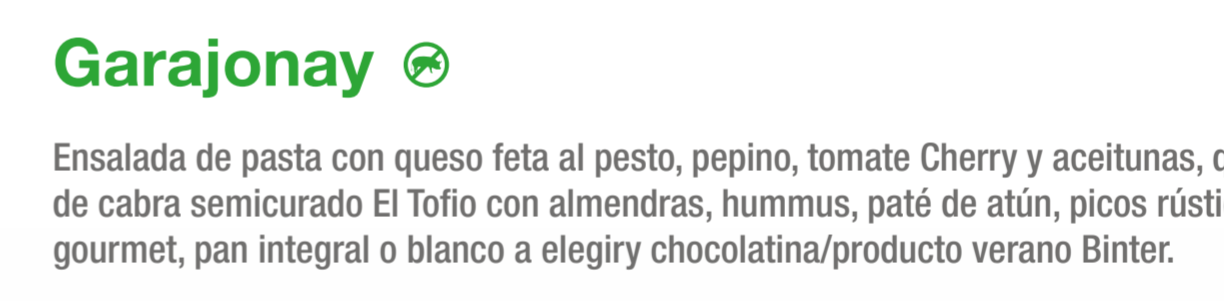 Garajonay
Ensalada de pasta con queso feta al pesto, pepino, tomate Cherry y aceitunas,
de cabra semicurado El Tofio con almendras, hummus, paté de atún, picos
gourmet, pan integral o blanco a elegiry chocolatina/producto verano Binter.